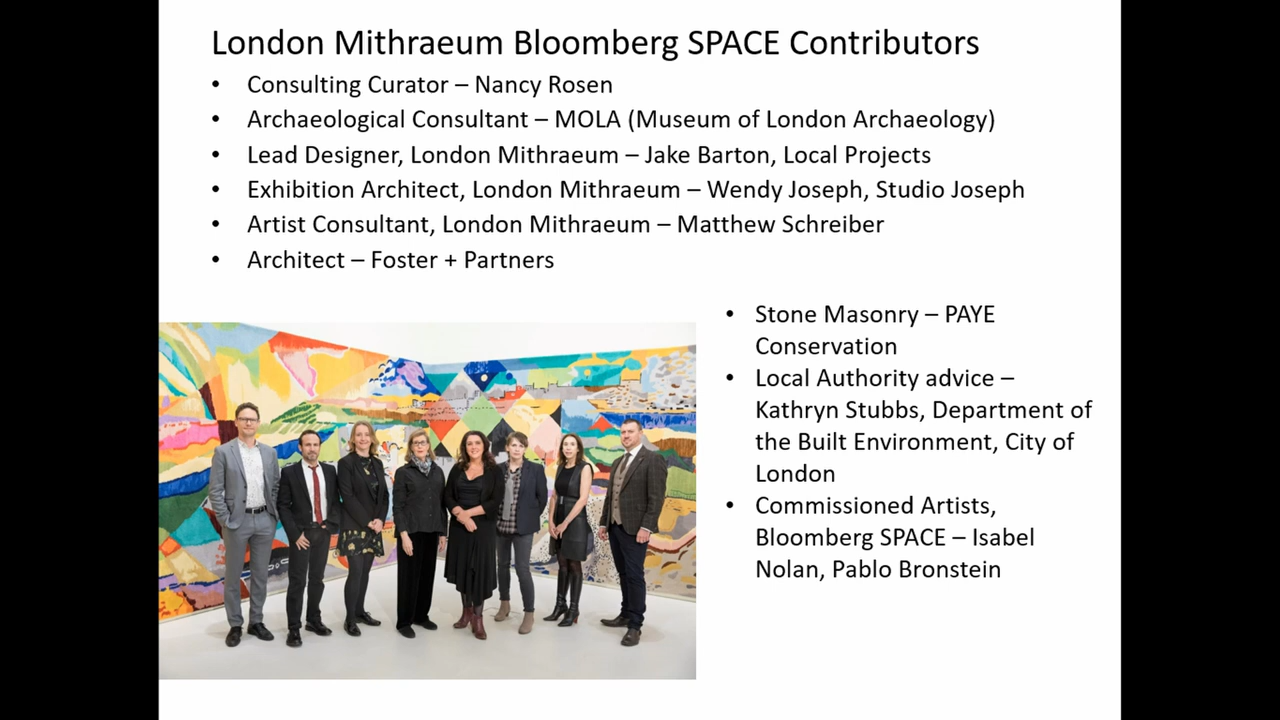 London Mithraeum Bloomberg SPACE Contributors
• Consulting Curator – Nancy Rosen
• Archaeological Consultant – MOLA (Museum of London Archaeology)
• Lead Designer, London Mithraeum – Jake Barton, Local Projects
• Exhibition Architect, London Mithraeum – Wendy Joseph, Studio Joseph
• Artist Consultant, London Mithraeum – Matthew Schreiber
• Architect – Foster + Partners
• Stone Masonry – PAYE
Conservation
• Local Authority advice –
Kathryn Stubbs, Department of
the Built Environment, City of
London
• Commissioned Artists,
Bloomberg SPACE – Isabel
Nolan, Pablo Bronstein